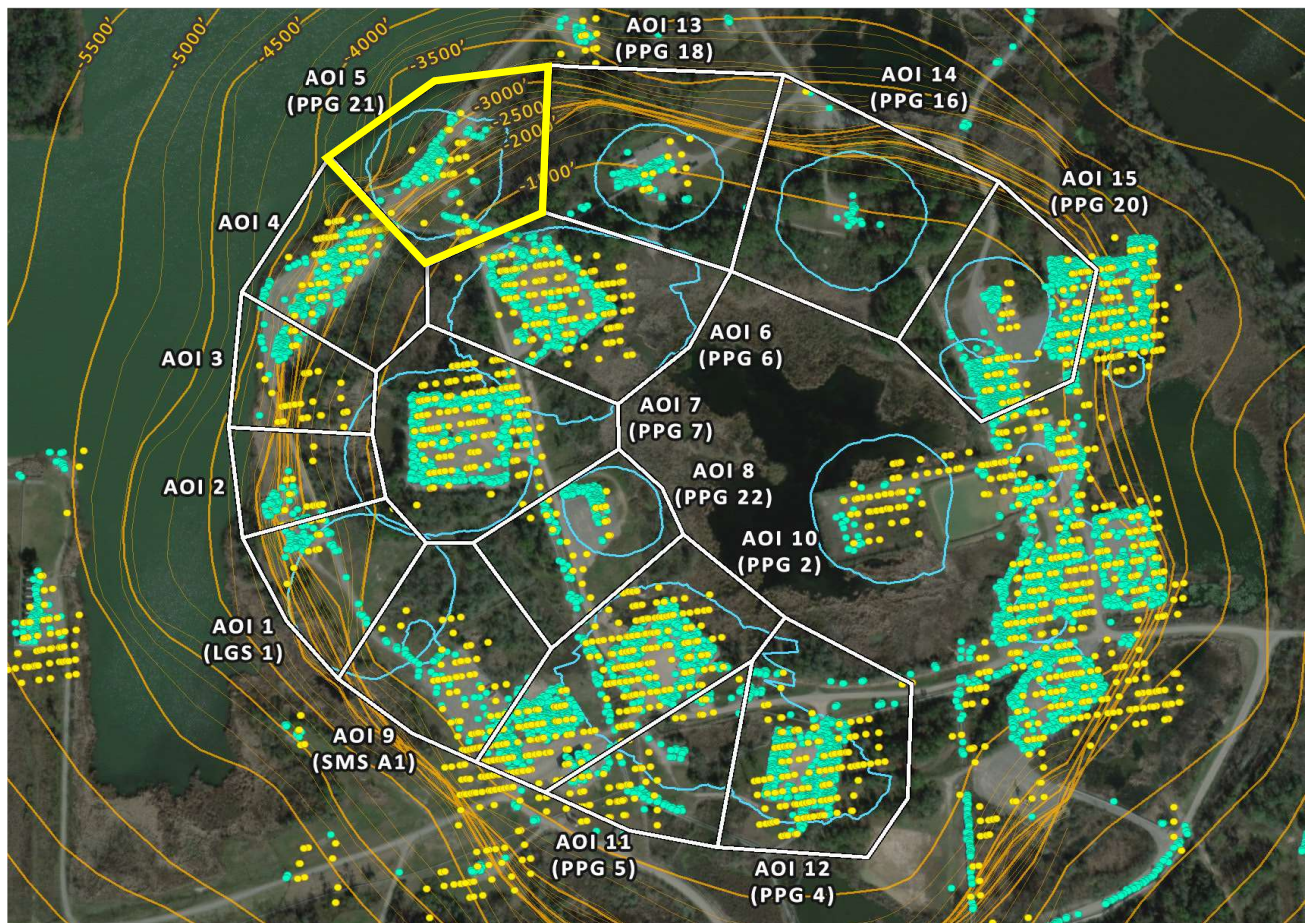 -5500'
-5000'
-4500'
-4000'
-3500'
-3000'
-2500'
-2000'
AOI 13
(PPG 18)
AOI 5
(PPG 21)
AOI 14
(PPG 16)
AOI 15
(PPG 20)
AOI 4
AOI 3
AOI 6
(PPG 6)
AOI 7
(PPG 7)
AOI 2
AOI 8
(PPG 22)
AOI 10
(PPG 2)
AOI 1
(LGS 1)
AOI 9
(SMS A1)
AOI 11
(PPG 5)
AOI 12
(PPG 4)